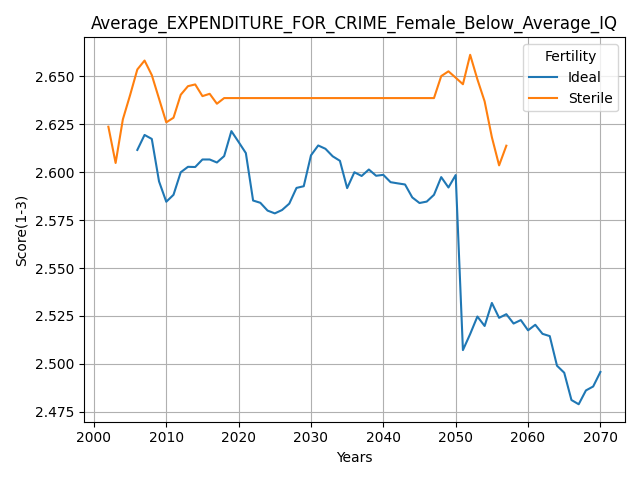 Average_EXPENDITURE_FOR_CRIME_Female_Below_Average_IQ
Fertility
Ideal
Sterile
Score(1-3)
2.650
2.625
2.600
2.575
2.550
2.525
2.500
2.475
2000 2010 2020 2030 2040 2050 2060 2070
Years